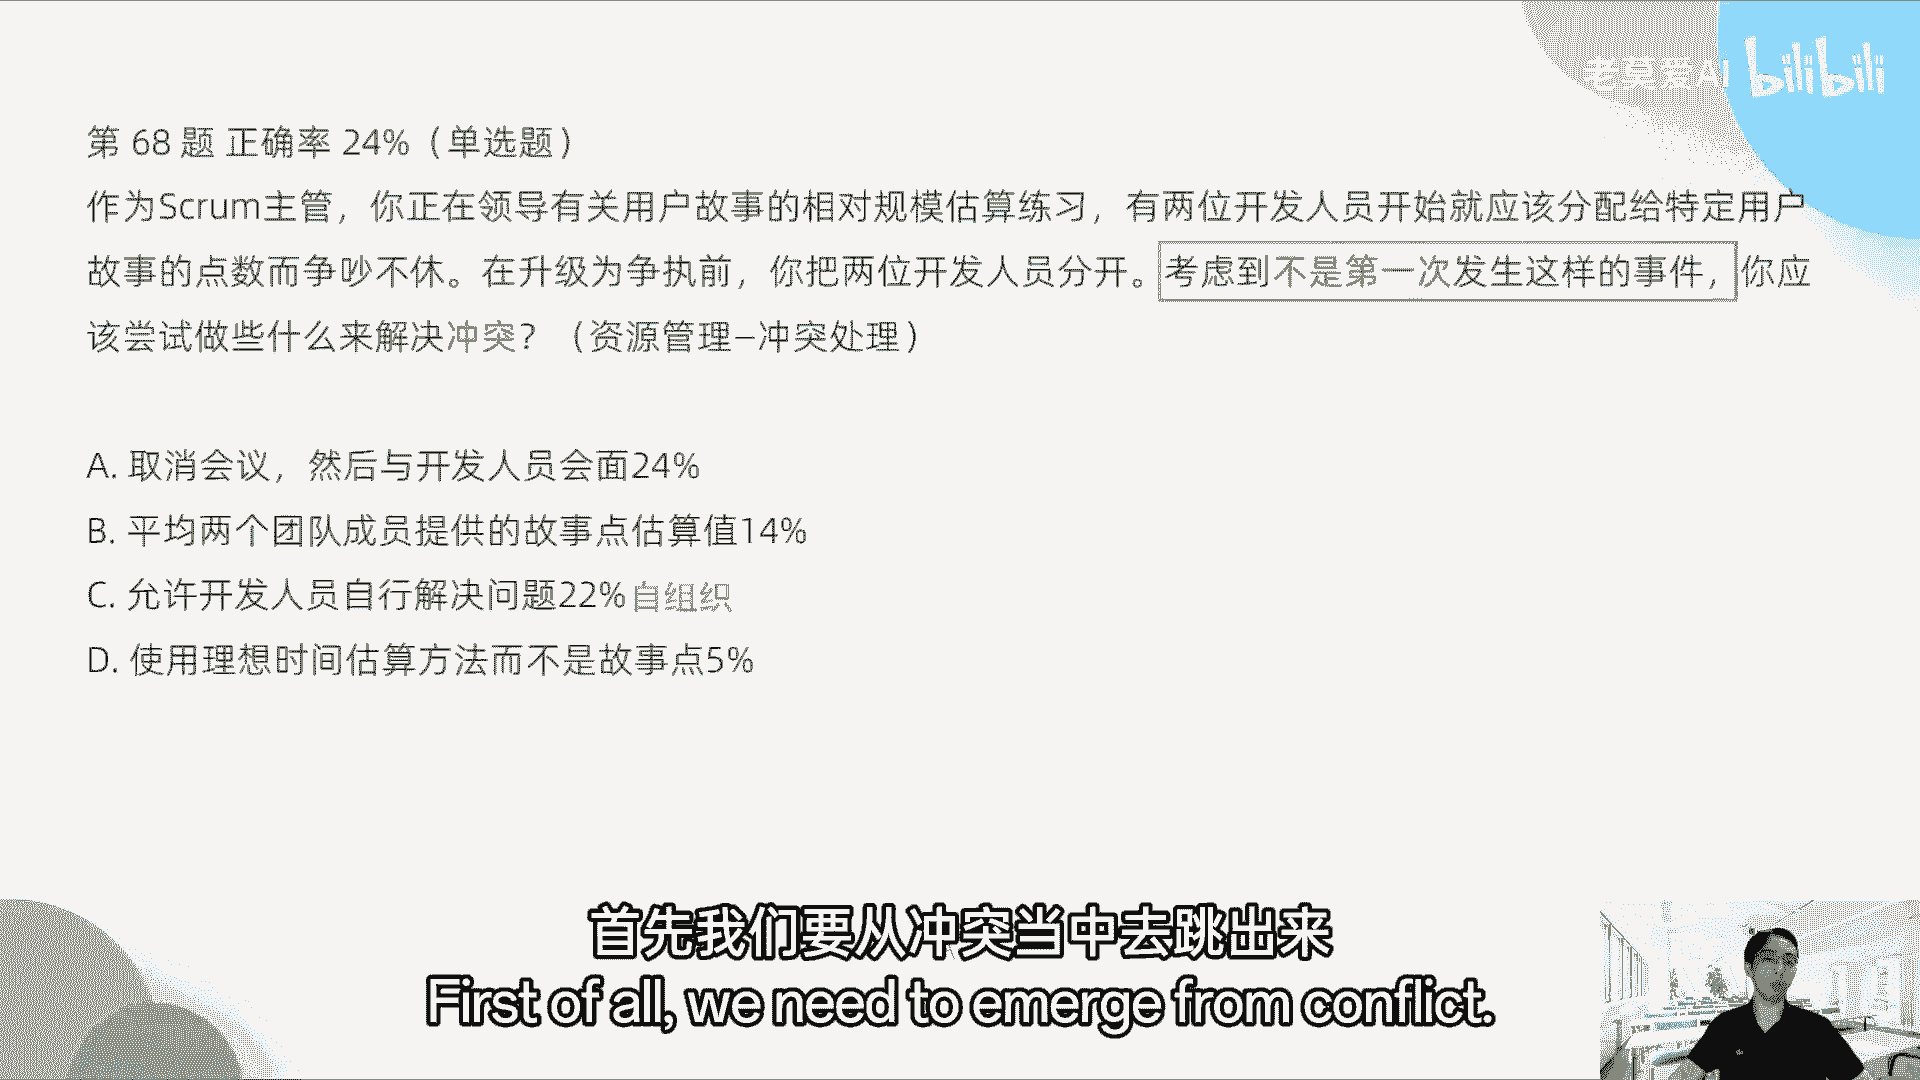 老莫爱Ai bilibili
第 68 题 正确率 24%（单选题）
作为Scrum主管，你正在领导有关用户故事的相对规模估算练习，有两位开发人员开始就应该分配给特定用户
故事的点数而争吵不休。在升级为争执前，你把两位开发人员分开。考虑到不是第一次发生这样的事件，你应
该尝试做些什么来解决冲突？（资源管理–冲突处理）
A. 取消会议，然后与开发人员会面24%
B. 平均两个团队成员提供的故事点估算值14%
C. 允许开发人员自行解决问题22%自组织
D. 使用理想时间估算方法而不是故事点5%
首先我们要从冲突当中去跳出来
First of all, we need to emerge from conflict.